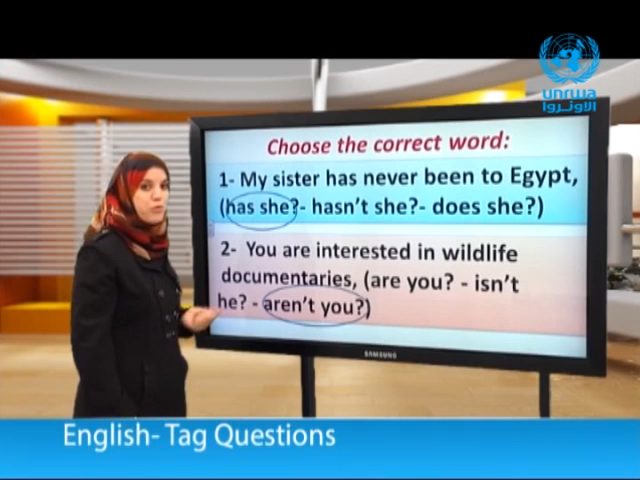 unrwa
الأونروا
Choose the correct word:
1- My sister has never been to Egypt,
(has she?- hasn't she?- does she?)
2- You are interested in wildlife
documentaries, (are you? - isn't
he? - aren't you?)
SAMSUNG
English- Tag Questions